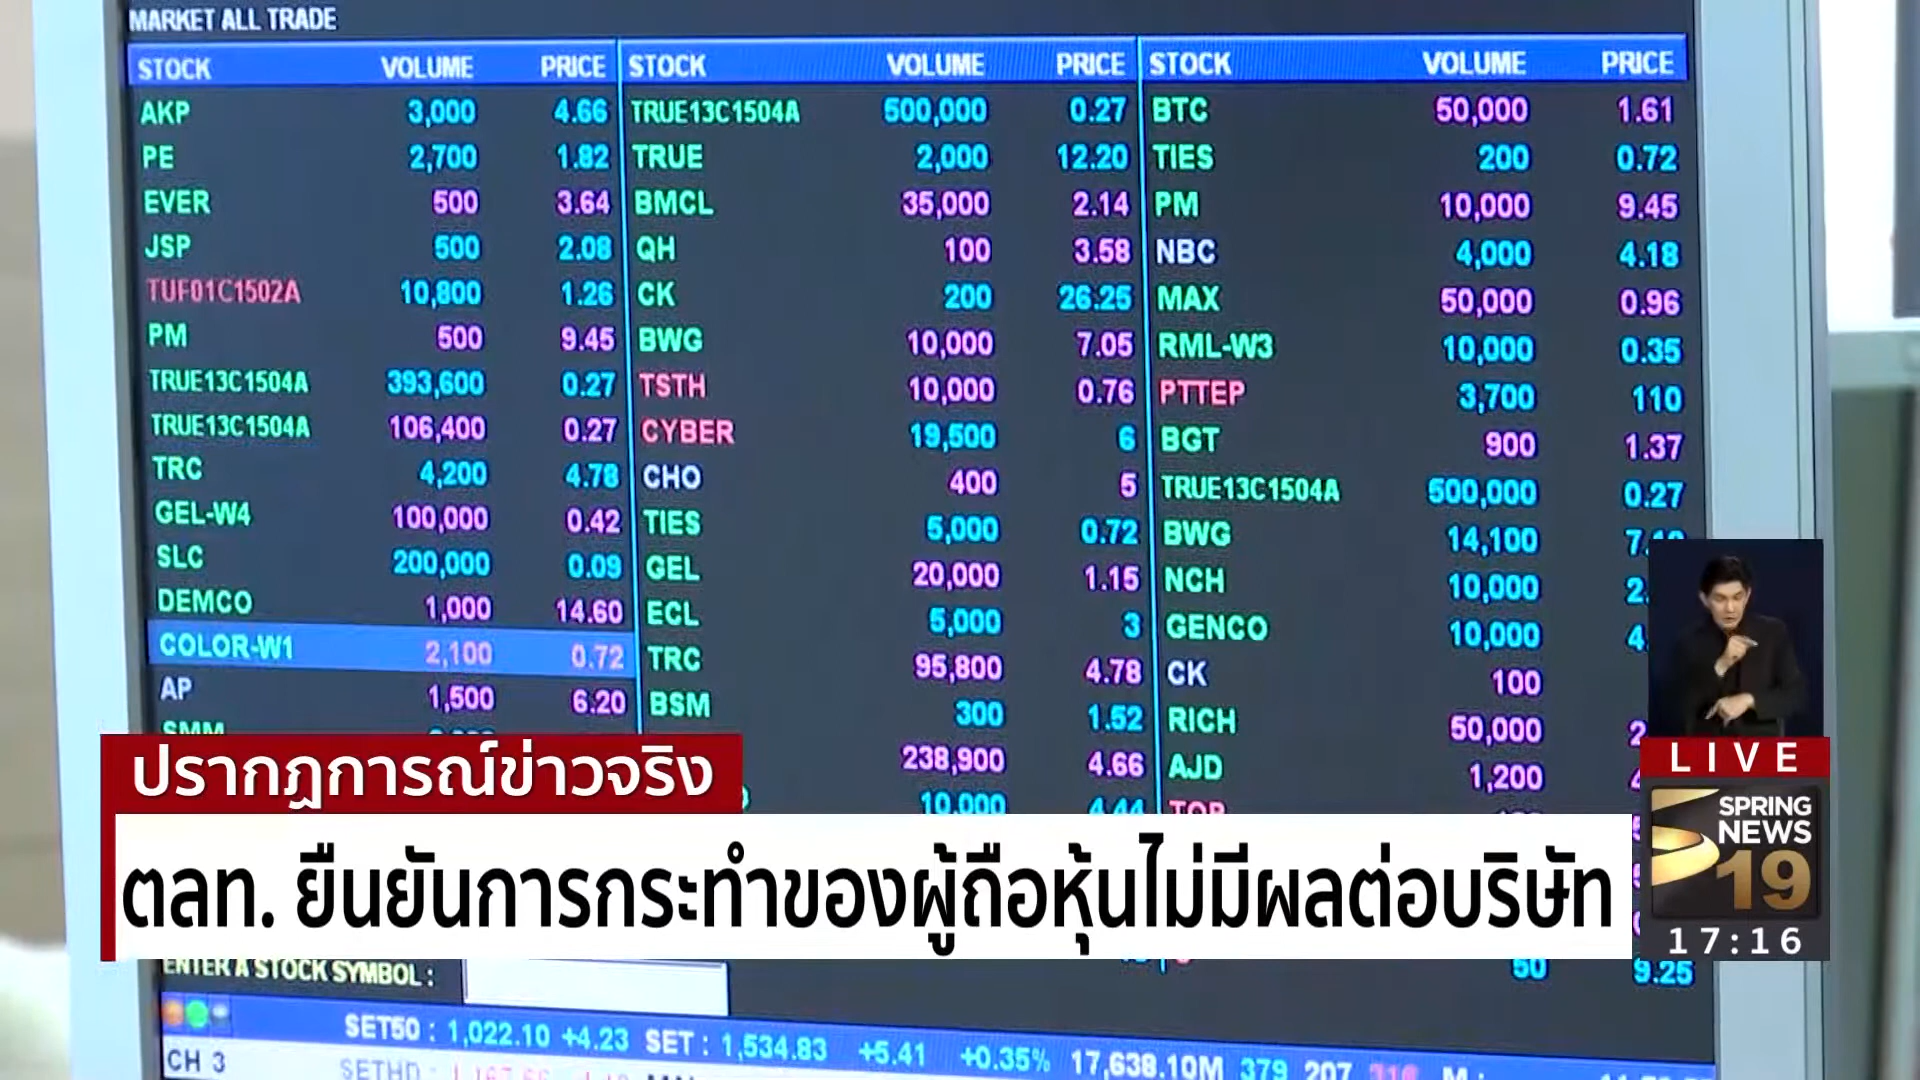 MARKET ALL TRADE
STOCK VOLUME PRICE STOCK VOLUME PRICE STOCK VOLUME PRICE
AKP 3,000 4.66 TRUE13C1504A 500,000 0.27 BTC 50,000 1.61
PE 2,700 1.82 TRUE 2,000 12.20 TIES 200 0.72
EVER 500 3.64 BMCL 35,000 2.14 PM 10,000 9.45
JSP 500 2.08 QH 100 3.58 NBC 4,000 4.18
TUF01C1502A 10,800 1.26 CK 200 26.25 MAX 50,000 0.96
PM 500 9.45 BWG 10,000 7.05 RML-W3 10,000 0.35
TRUE13C1504A 393,600 0.27 TSTH 10,000 0.76 PTTEP 3,700 110
TRUE13C1504A 106,400 0.27 CYBER 19,500 6 BGT 900 1.37
TRC 4,200 4.78 CHO 400 5 TRUE13C1504A 500,000 0.27
GEL-W4 100,000 0.42 TIES 5,000 0.72 BWG 14,100
SLC 200,000 0.09 GEL 20,000 1.15 NCH 10,000
DEMCO 1,000 14.60 ECL 5,000 3 GENCO 10,000
COLOR-W1 2,100 0.72 TRC 95,800 4.78 CK 100
AP 1,500 6.20 BSM 300 1.52 RICH 50,000
SMM 238,900 4.66 AJD 1,200
10,000 4.44 TOP
ปรากฏการณ์ข่าวจริง
ตลท. ยืนยันการกระทำของผู้ถือหุ้นไม่มีผลต่อบริษัท
LIVE
SPRING
NEWS
19
17:16
ENTER A STOCK SYMBOL :
50 9.25
SET50 : 1,022.10 +4.23 SET : 1,534.83 +5.41 +0.35% 17,638.10M 379 207 316 M :
CH 3 SETHD :